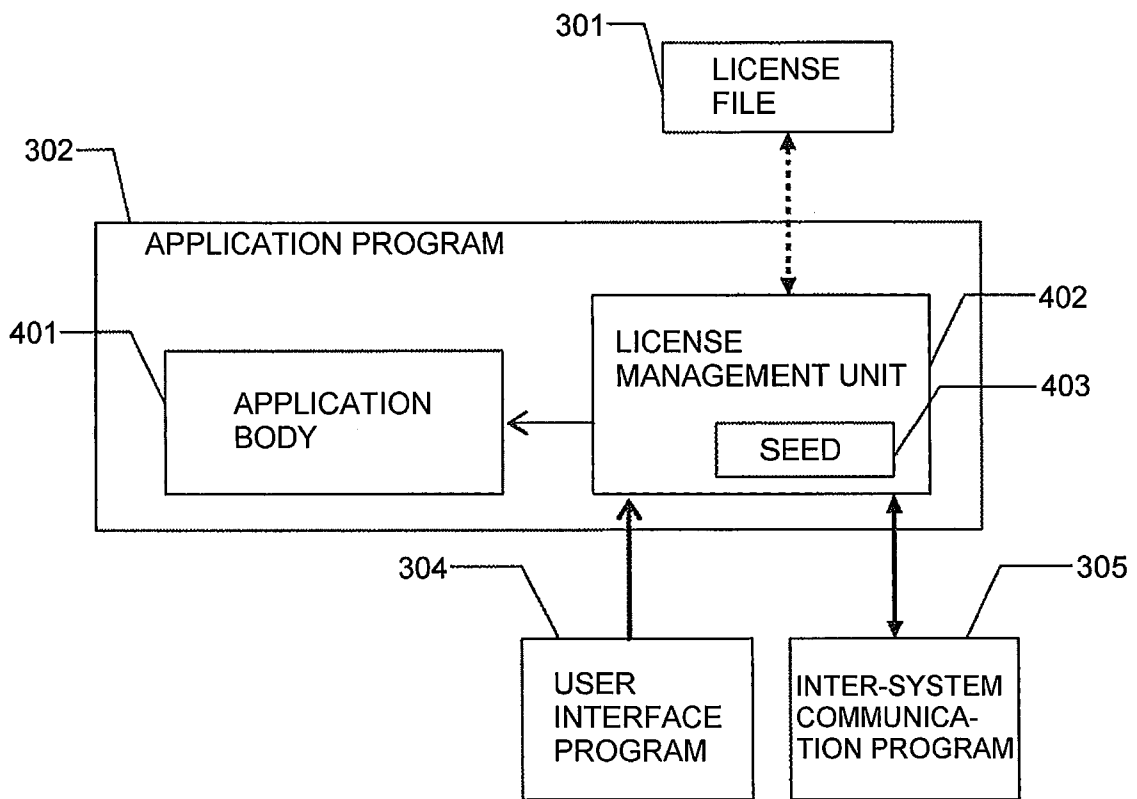 301
LICENSE
FILE
302
APPLICATION PROGRAM
401
APPLICATION
BODY
402
LICENSE
MANAGEMENT UNIT
403
SEED
304
USER
INTERFACE
PROGRAM
305
INTER-SYSTEM
COMMUNICA-
TION PROGRAM